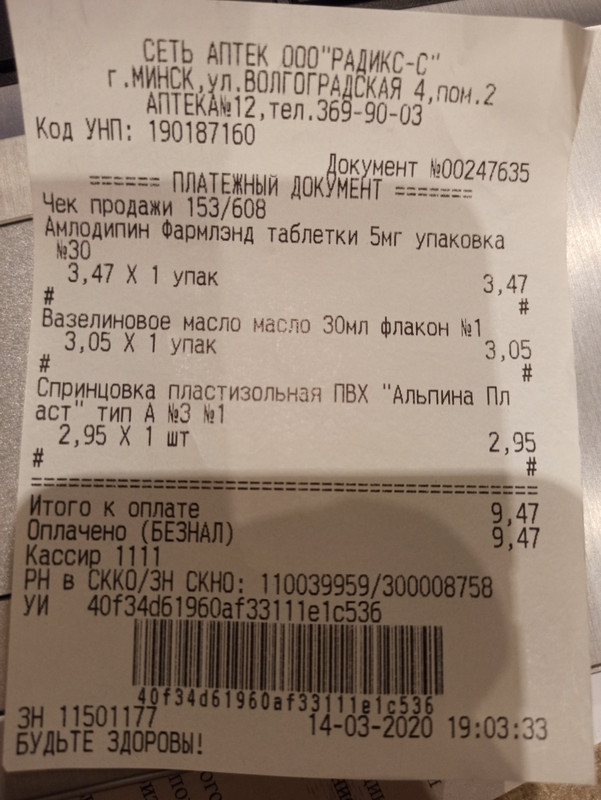 СЕТЬ АПТЕК ООО"РАДИКС-С"
г.МИНСК,ул.ВОЛГОГРАДСКАЯ 4,пом.2
АПТЕКА№12,тел.369-90-03
Код УНП: 190187160
Документ №00247635
====== ПЛАТЕЖНЫЙ ДОКУМЕНТ =======
Чек продажи 153/608
Амлодипин Фармлэнд таблетки 5мг упаковка
№30
3,47 X 1 упак 3,47
# #
Вазелиновое масло масло 30мл флакон №1
3,05 X 1 упак 3,05
# #
Спринцовка пластизольная ПВХ "Альпина Пл
аст" тип А №3 №1
2,95 X 1 шт 2,95
# #
========================================
Итого к оплате 9,47
Оплачено (БЕЗНАЛ) 9,47
Кассир 1111
РН в СККО/ЗН СКНО: 110039959/300008758
УИ 40f34d61960af33111e1c536
40f34d61960af33111e1c536
ЗН 11501177 14-03-2020 19:03:33
БУДЬТЕ ЗДОРОВЫ!